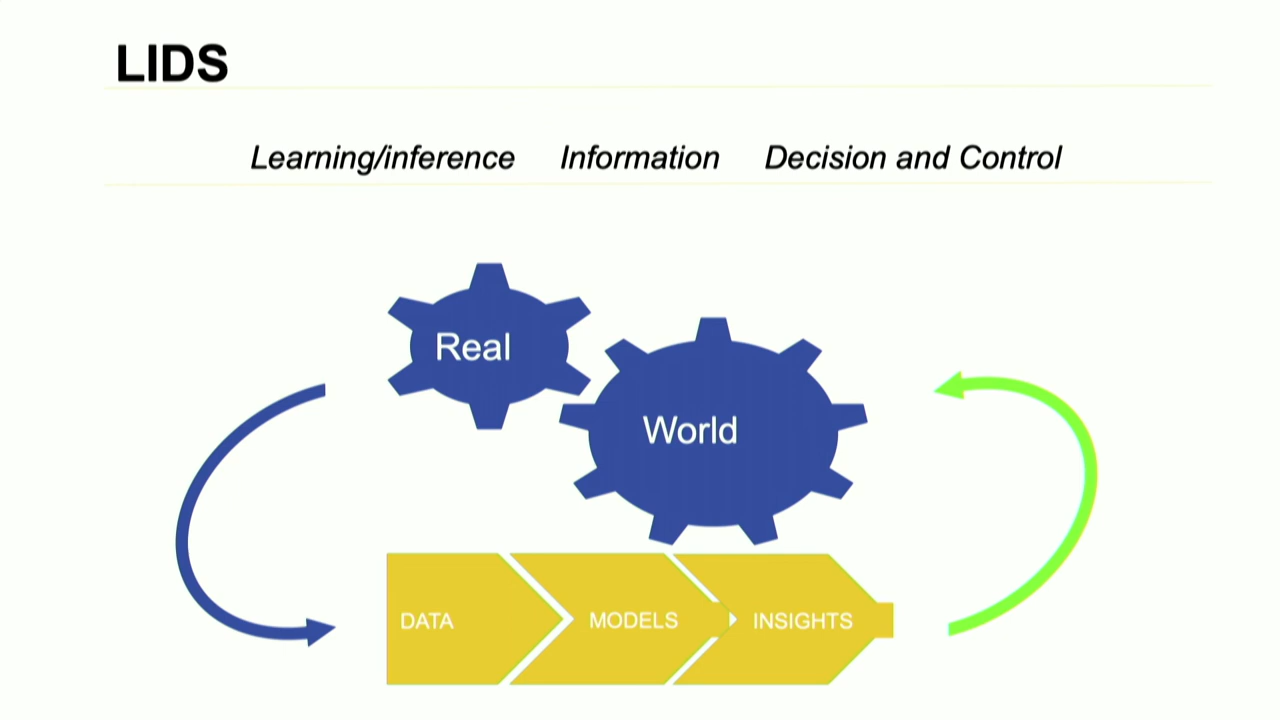 LIDS
Learning/inference Information Decision and Control
Real
World
DATA MODELS INSIGHTS